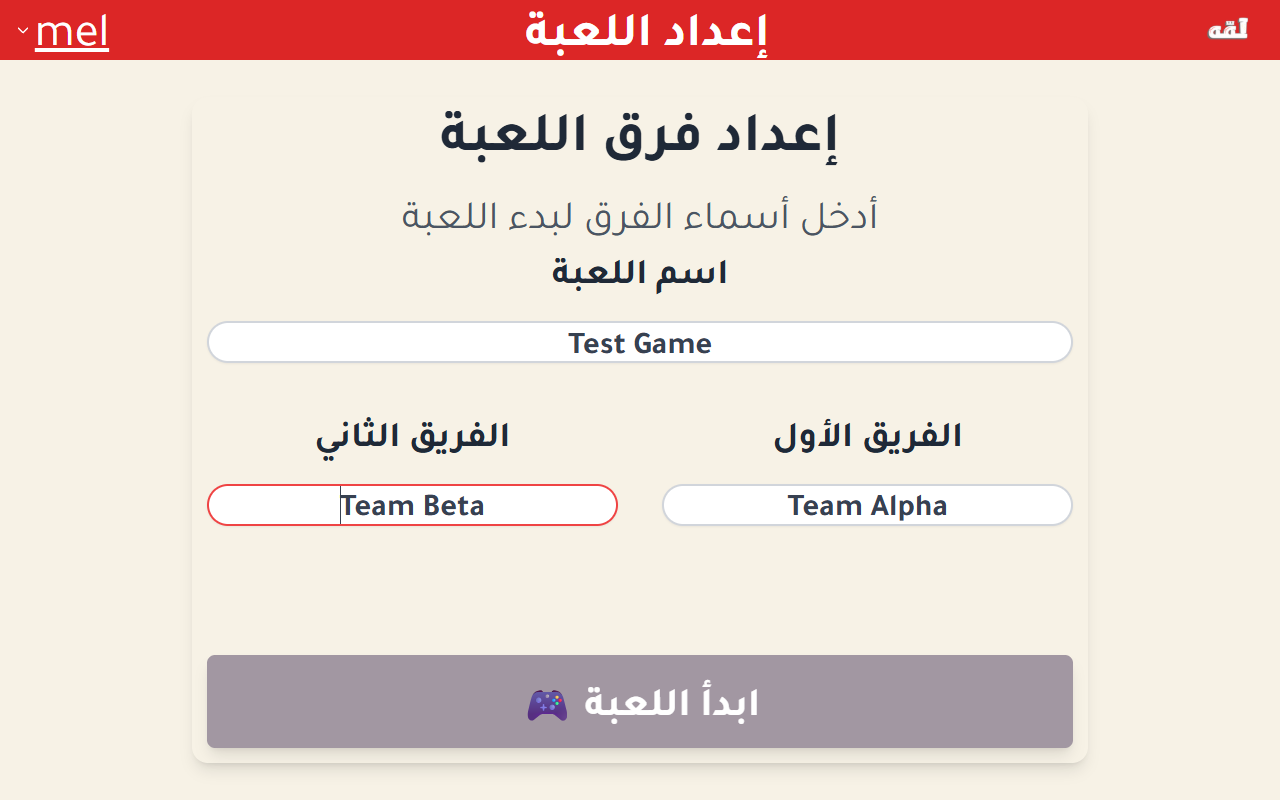 لقه
إعداد اللعبة
mel
إعداد فرق اللعبة
أدخل أسماء الفرق لبدء اللعبة
اسم اللعبة
Test Game
الفريق الأول
Team Alpha
الفريق الثاني
Team Beta
ابدأ اللعبة 🎮